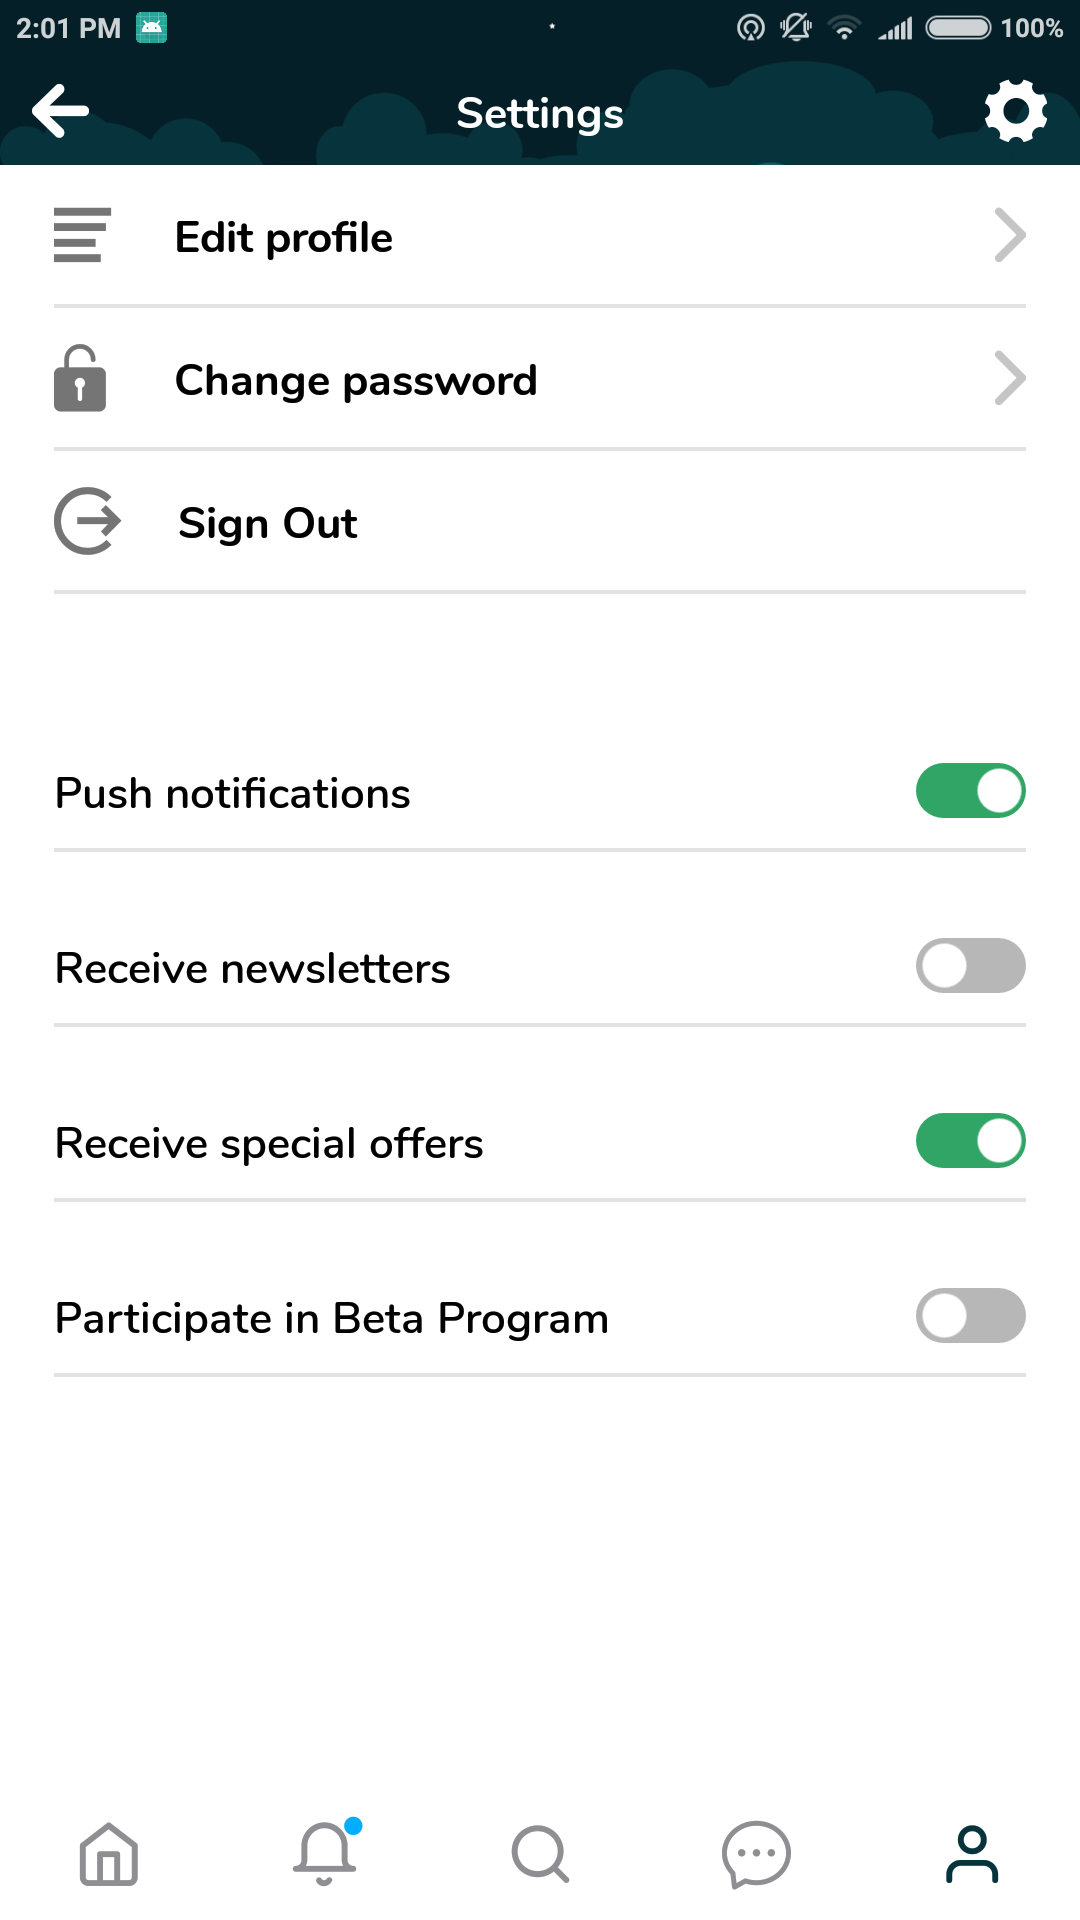 2:01 PM 100%
Settings
Edit profile
Change password
Sign Out
Push notifications
Receive newsletters
Receive special offers
Participate in Beta Program